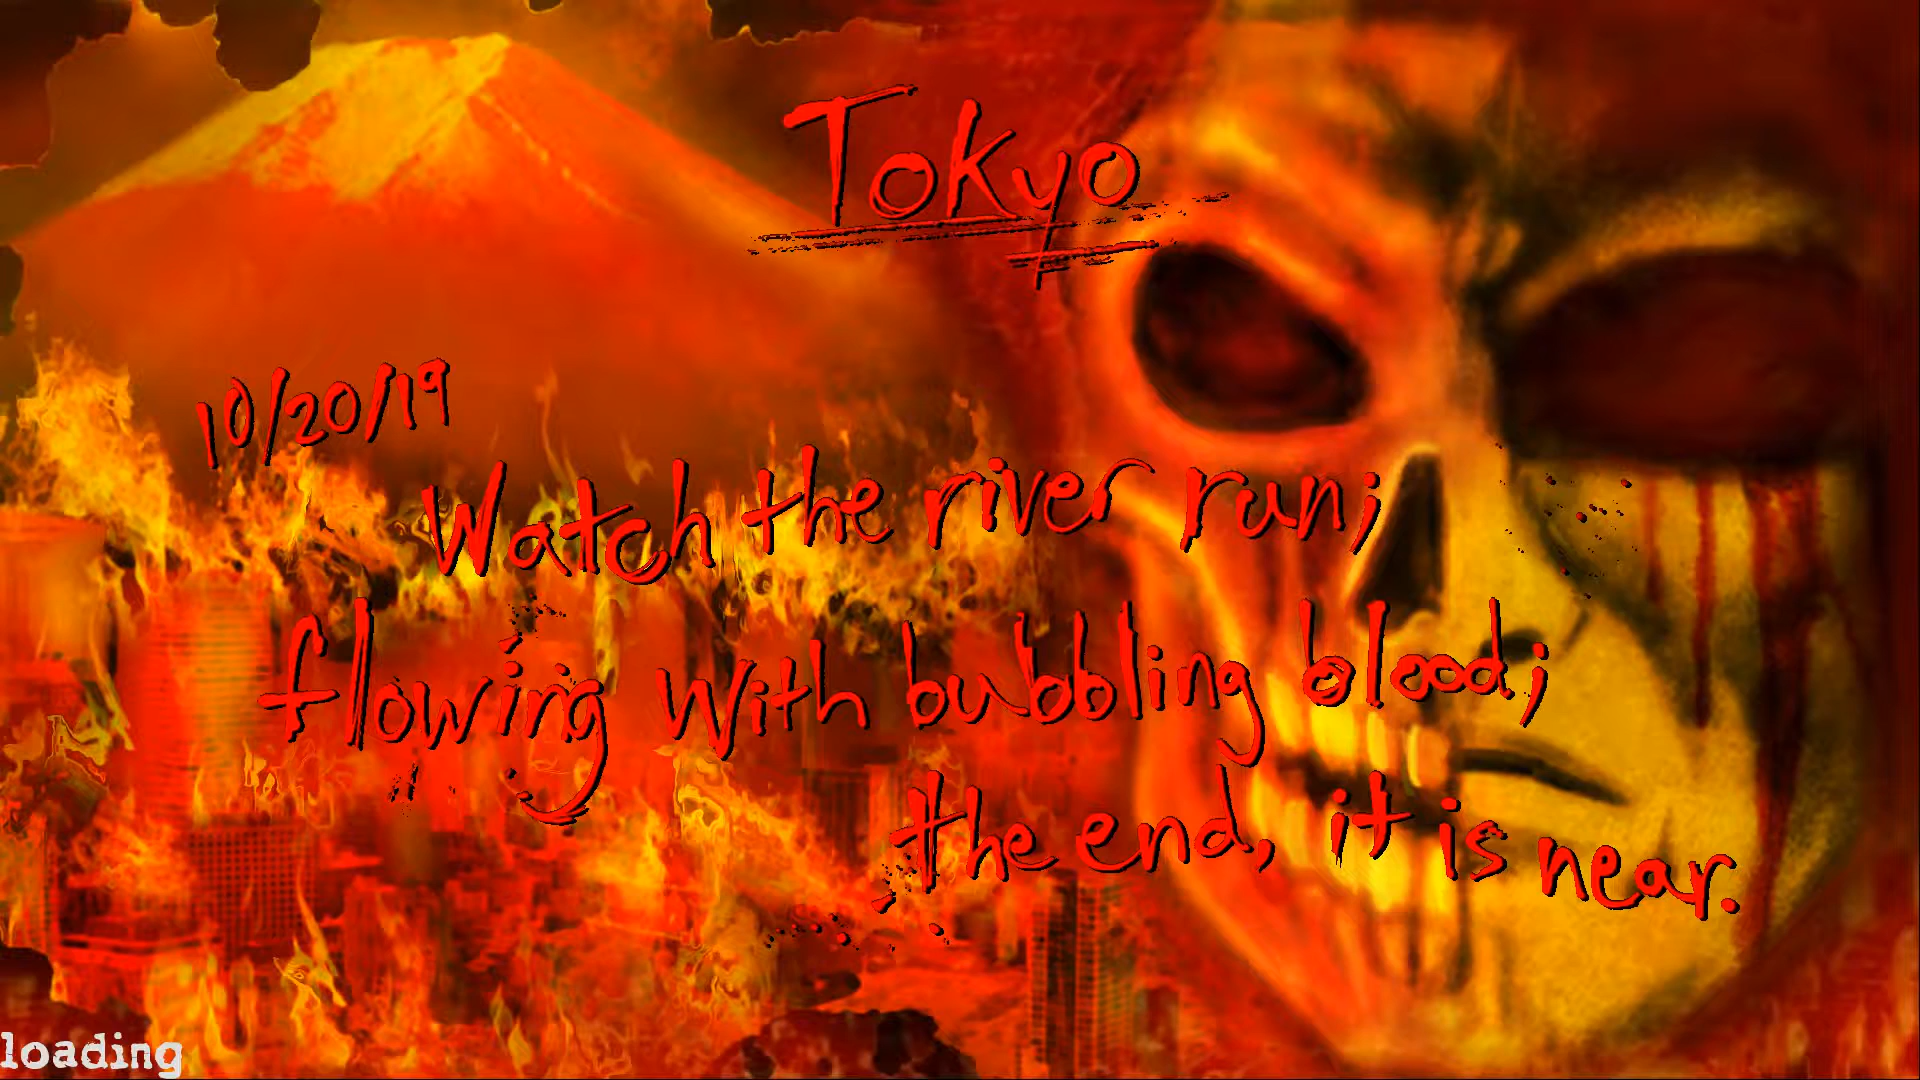 Tokyo
10/20/19
Watch the river run;
flowing with bubbling blood;
the end, it is near.
loading